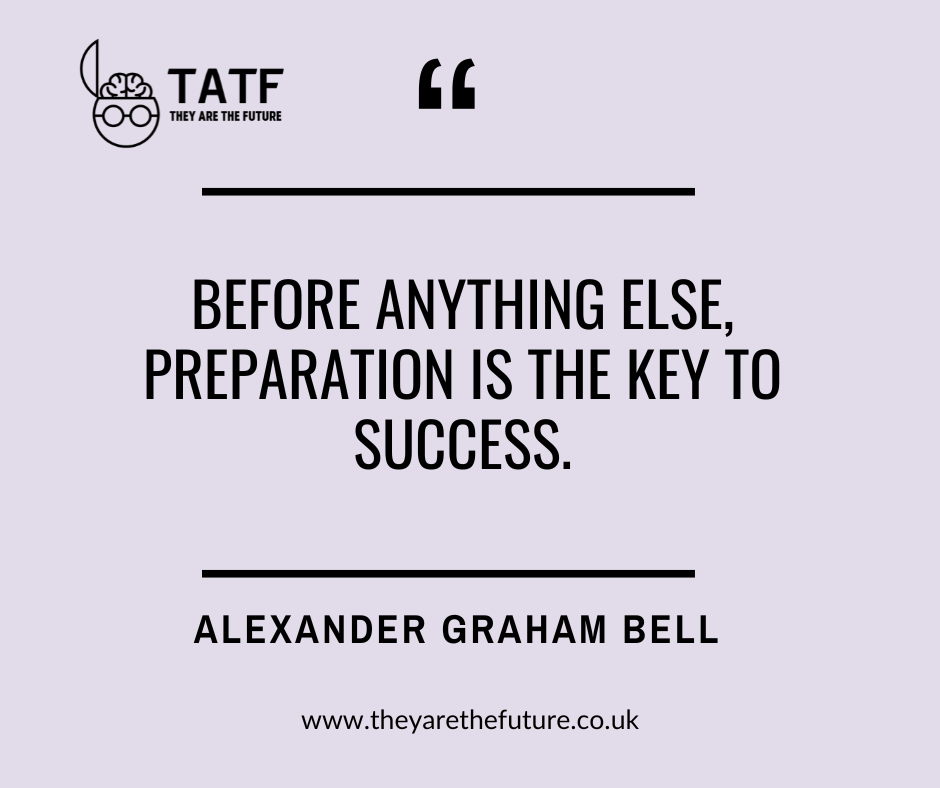 TATF
THEY ARE THE FUTURE
“
BEFORE ANYTHING ELSE,
PREPARATION IS THE KEY TO
SUCCESS.
ALEXANDER GRAHAM BELL
www.theyarethefuture.co.uk